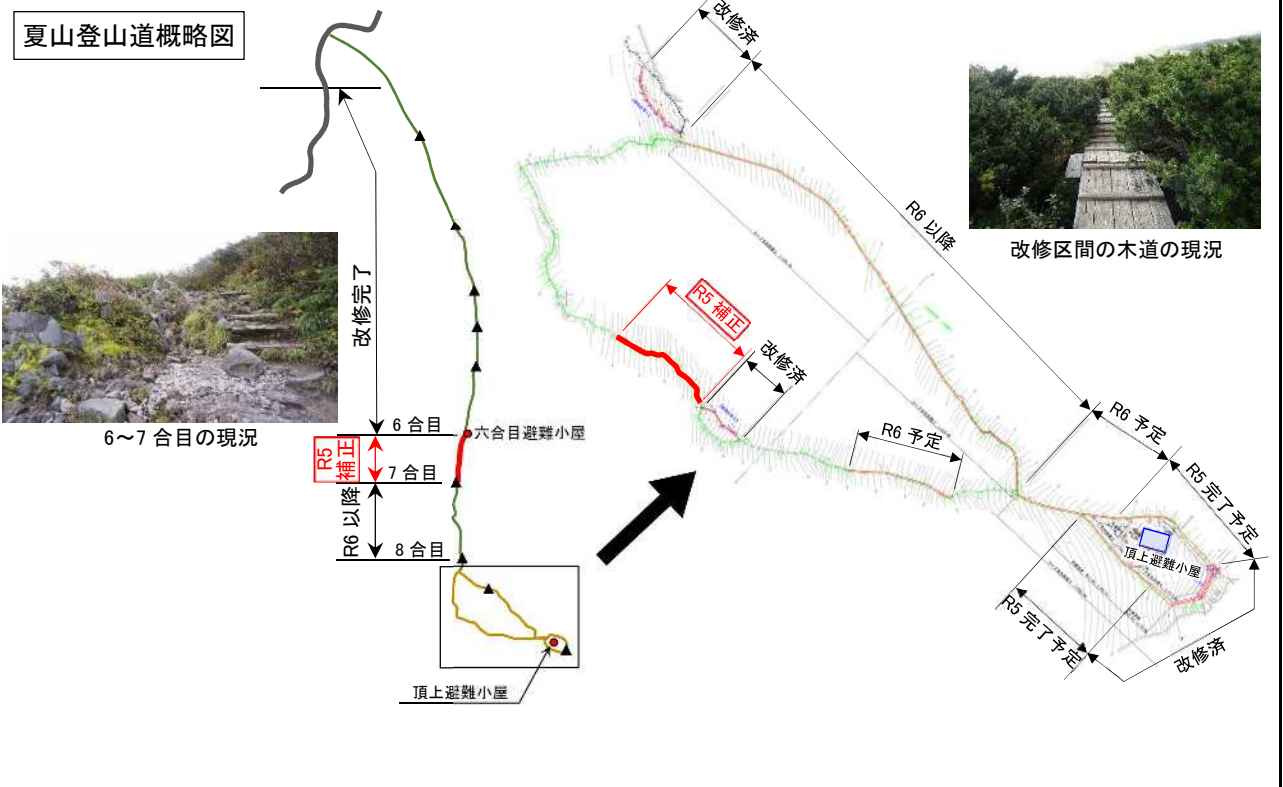 夏山登山道概略図
改修完了
6~7 合目の現況
6 合目
六合目避難小屋
R5
補正
7 合目
R6 以降
8 合目
頂上避難小屋
改修済
R6 以降
改修区間の木道の現況
R5 補正
改修済
R6 予定
R6 予定
R5 完了予定
頂上避難小屋
R5 完了予定
改修済